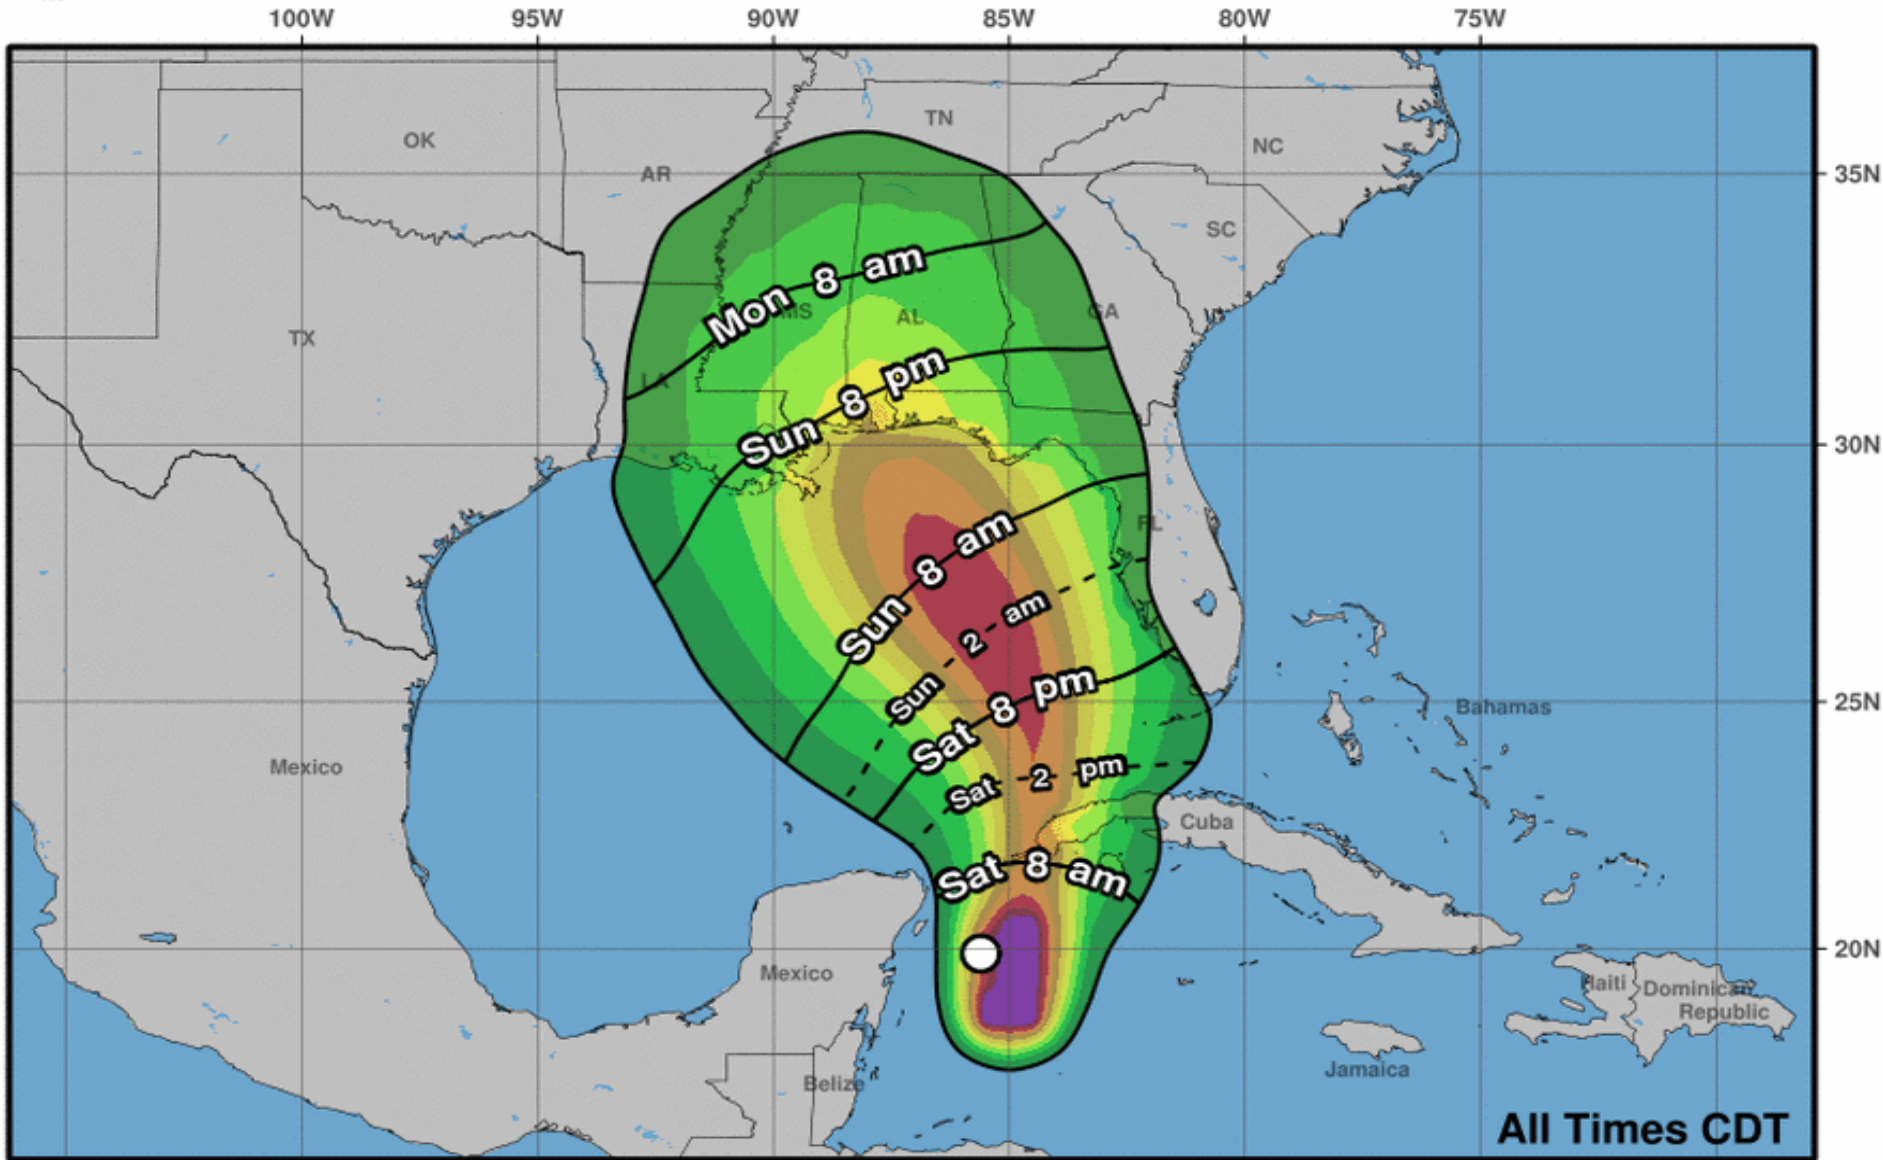 100W 95W 90W 85W 80W 75W
TN
OK
NC
AR
35N
SC
Mon 8 am
MS
AL
GA
TX
Sun 8 pm
LA
30N
Sun 8 am
FL
Sun 2 am
Sat 8 pm
25N
Bahamas
Sat 2 pm
Mexico
Cuba
Sat 8 am
20N
Mexico
Haiti
Dominican
Republic
Jamaica
Belize
All Times CDT